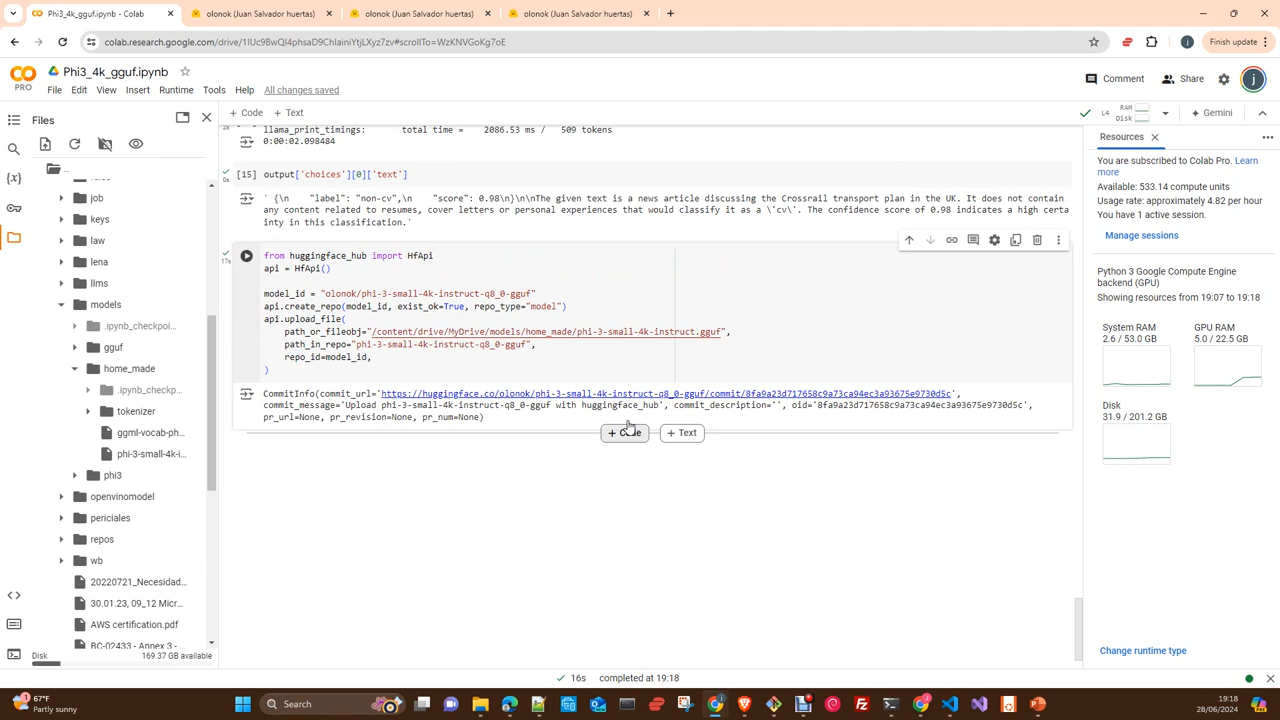 Phi3_4k_gguf.ipynb - Colab
olonok (Juan Salvador huertas)
olonok (Juan Salvador huertas)
olonok (Juan Salvador huertas)
Finish update
PRO
Phi3_4k_gguf.ipynb
Comment
Share
File Edit View Insert Runtime Tools Help All changes saved
Files
+ Code + Text
L4
RAM
Disk
Gemini
job
keys
law
lena
llms
models
.ipynb_checkpoi...
gguf
home_made
.ipynb_checkp...
tokenizer
ggml-vocab-ph...
phi-3-small-4k-i...
phi3
openvinomodel
periciales
repos
wb
20220721_Necesidad...
30.01.23, 09_12 Micr...
AWS certification.pdf
BC-02433 - Annex 3 -
Disk
169.37 GB available
llama_print_timings: total time = 2086.53 ms / 509 tokens
0:00:02.098484
[15] output['choices'][0]['text']
0s
' {\n "label": "non-cv",\n "score": 0.98\n}\n\nThe given text is a news article discussing the Crossrail transport plan in the UK. It does not contain
any content related to resumes, cover letters or personal experiences that would classify it as a \'cv\'. The confidence score of 0.98 indicates a high certa
inty in this classification.'
17s
from huggingface_hub import HfApi
api = HfApi()
model_id = "olonok/phi-3-small-4k-instruct-q8_0-gguf"
api.create_repo(model_id, exist_ok=True, repo_type="model")
api.upload_file(
path_or_fileobj="/content/drive/MyDrive/models/home_made/phi-3-small-4k-instruct.gguf",
path_in_repo="phi-3-small-4k-instruct-q8_0-gguf",
repo_id=model_id,
)
CommitInfo(commit_url='https://huggingface.co/olonok/phi-3-small-4k-instruct-q8_0-gguf/commit/8fa9a23d717658c9a73ca94ec3a93675e9730d5c',
commit_message='Upload phi-3-small-4k-instruct-q8_0-gguf with huggingface_hub', commit_description='', oid='8fa9a23d717658c9a73ca94ec3a93675e9730d5c',
pr_url=None, pr_revision=None, pr_num=None)
+ Text
Resources
You are subscribed to Colab Pro. Learn
more
Available: 533.14 compute units
Usage rate: approximately 4.82 per hour
You have 1 active session.
Manage sessions
Python 3 Google Compute Engine
backend (GPU)
Showing resources from 19:07 to 19:18
System RAM
2.6 / 53.0 GB
GPU RAM
5.0 / 22.5 GB
Disk
31.9 / 201.2 GB
Change runtime type
16s completed at 19:18
67°F
Partly sunny
Search
19:18
28/06/2024